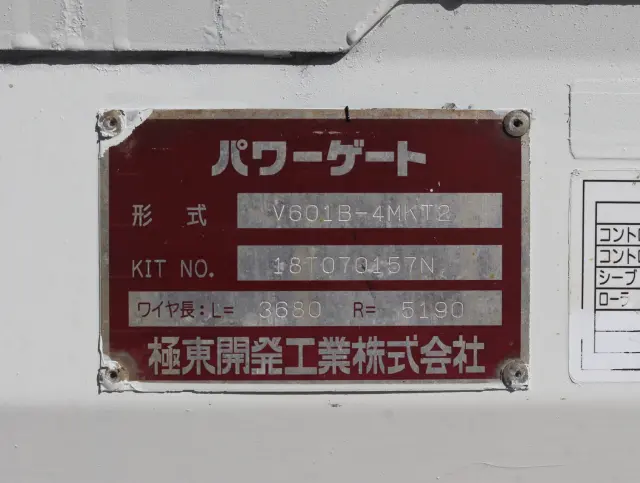 パワーゲート
形 式 V601B-4MKT2
KIT NO. 18T070157N
ワイヤ長:L= 3680 R= 5190
極東開発工業株式会社
コントロ
コントロ
シーブ
ローラ